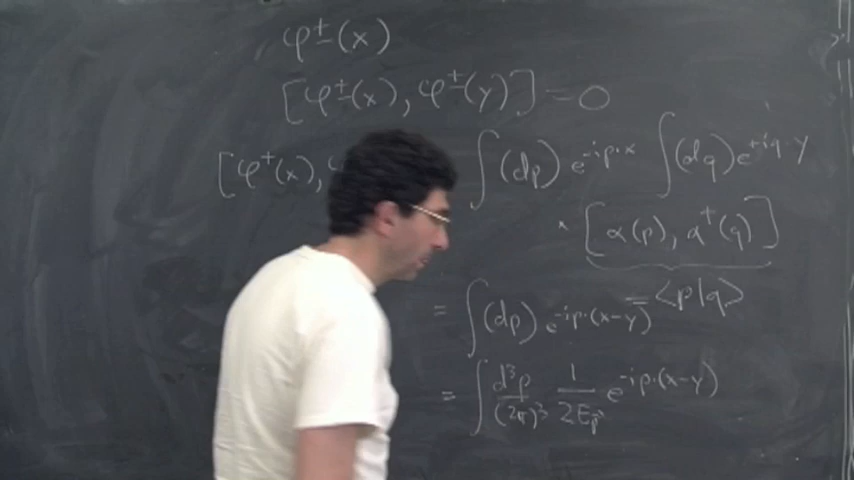 φ±(x)
[φ±(x), φ±(y)] = 0
[φ⁺(x), φ ∫(dp) e^{-ip·x} ∫(dq) e^{+iq·y}
× [a(p), a†(q)]
= <p|q>
= ∫(dp) e^{-ip·(x-y)}
= ∫ d³p/(2π)³ 1/2E_p⃗ e^{-ip·(x-y)}